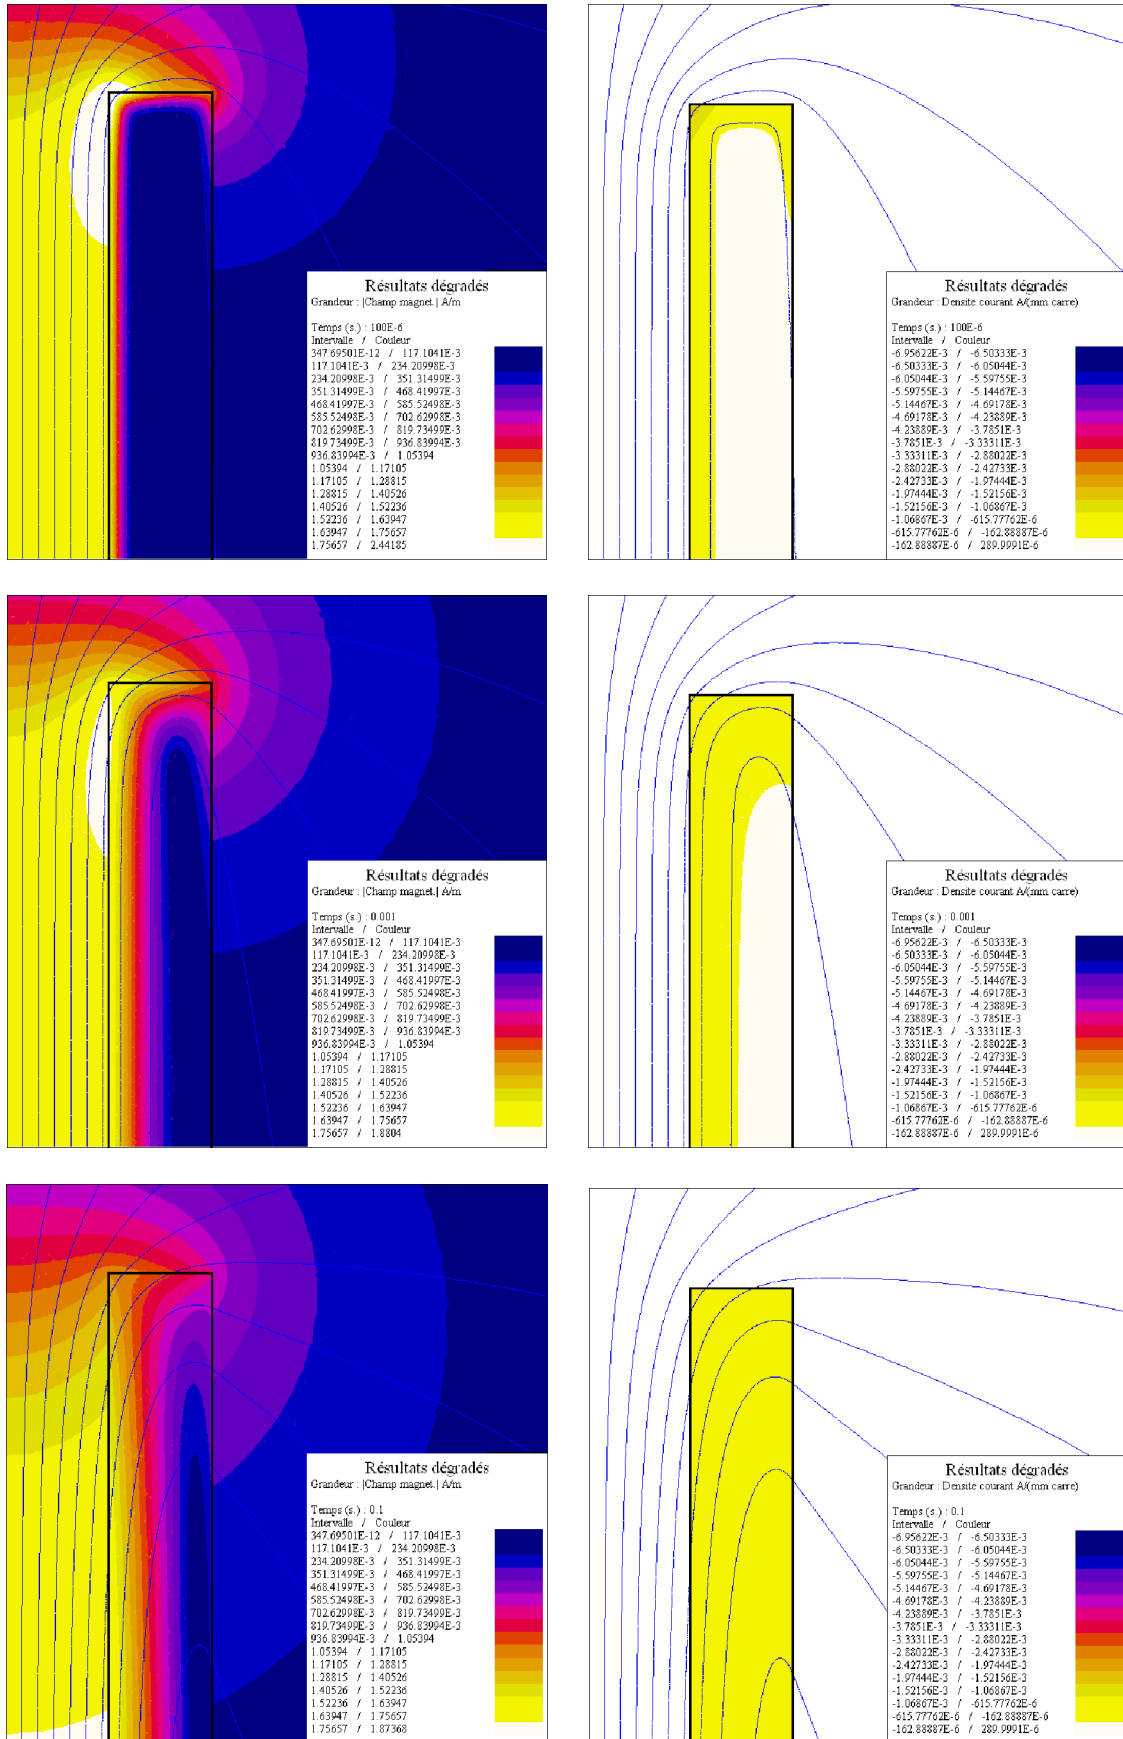 Résultats dégradés
Grandeur : |Champ magnet.| A/m
Temps (s.) : 100E-6
Intervalle / Couleur
347.69501E-12 / 117.1041E-3
117.1041E-3 / 234.20998E-3
234.20998E-3 / 351.31499E-3
351.31499E-3 / 468.41997E-3
468.41997E-3 / 585.52498E-3
585.52498E-3 / 702.62998E-3
702.62998E-3 / 819.73499E-3
819.73499E-3 / 936.83994E-3
936.83994E-3 / 1.05394
1.05394 / 1.17105
1.17105 / 1.28815
1.28815 / 1.40526
1.40526 / 1.52236
1.52236 / 1.63947
1.63947 / 1.75657
1.75657 / 2.44185
Résultats dégradés
Grandeur : Densite courant A/(mm carre)
Temps (s.) : 100E-6
Intervalle / Couleur
-6.95622E-3 / -6.50333E-3
-6.50333E-3 / -6.05044E-3
-6.05044E-3 / -5.59755E-3
-5.59755E-3 / -5.14467E-3
-5.14467E-3 / -4.69178E-3
-4.69178E-3 / -4.23889E-3
-4.23889E-3 / -3.7851E-3
-3.7851E-3 / -3.33311E-3
-3.33311E-3 / -2.88022E-3
-2.88022E-3 / -2.42733E-3
-2.42733E-3 / -1.97444E-3
-1.97444E-3 / -1.52156E-3
-1.52156E-3 / -1.06867E-3
-1.06867E-3 / -615.77762E-6
-615.77762E-6 / -162.88887E-6
-162.88887E-6 / 289.9991E-6
Résultats dégradés
Grandeur : |Champ magnet.| A/m
Temps (s.) : 0.001
Intervalle / Couleur
347.69501E-12 / 117.1041E-3
117.1041E-3 / 234.20998E-3
234.20998E-3 / 351.31499E-3
351.31499E-3 / 468.41997E-3
468.41997E-3 / 585.52498E-3
585.52498E-3 / 702.62998E-3
702.62998E-3 / 819.73499E-3
819.73499E-3 / 936.83994E-3
936.83994E-3 / 1.05394
1.05394 / 1.17105
1.17105 / 1.28815
1.28815 / 1.40526
1.40526 / 1.52236
1.52236 / 1.63947
1.63947 / 1.75657
1.75657 / 1.8804
Résultats dégradés
Grandeur : Densite courant A/(mm carre)
Temps (s.) : 0.001
Intervalle / Couleur
-6.95622E-3 / -6.50333E-3
-6.50333E-3 / -6.05044E-3
-6.05044E-3 / -5.59755E-3
-5.59755E-3 / -5.14467E-3
-5.14467E-3 / -4.69178E-3
-4.69178E-3 / -4.23889E-3
-4.23889E-3 / -3.7851E-3
-3.7851E-3 / -3.33311E-3
-3.33311E-3 / -2.88022E-3
-2.88022E-3 / -2.42733E-3
-2.42733E-3 / -1.97444E-3
-1.97444E-3 / -1.52156E-3
-1.52156E-3 / -1.06867E-3
-1.06867E-3 / -615.77762E-6
-615.77762E-6 / -162.88887E-6
-162.88887E-6 / 289.9991E-6
Résultats dégradés
Grandeur : |Champ magnet.| A/m
Temps (s.) : 0.1
Intervalle / Couleur
347.69501E-12 / 117.1041E-3
117.1041E-3 / 234.20998E-3
234.20998E-3 / 351.31499E-3
351.31499E-3 / 468.41997E-3
468.41997E-3 / 585.52498E-3
585.52498E-3 / 702.62998E-3
702.62998E-3 / 819.73499E-3
819.73499E-3 / 936.83994E-3
936.83994E-3 / 1.05394
1.05394 / 1.17105
1.17105 / 1.28815
1.28815 / 1.40526
1.40526 / 1.52236
1.52236 / 1.63947
1.63947 / 1.75657
1.75657 / 1.87368
Résultats dégradés
Grandeur : Densite courant A/(mm carre)
Temps (s.) : 0.1
Intervalle / Couleur
-6.95622E-3 / -6.50333E-3
-6.50333E-3 / -6.05044E-3
-6.05044E-3 / -5.59755E-3
-5.59755E-3 / -5.14467E-3
-5.14467E-3 / -4.69178E-3
-4.69178E-3 / -4.23889E-3
-4.23889E-3 / -3.7851E-3
-3.7851E-3 / -3.33311E-3
-3.33311E-3 / -2.88022E-3
-2.88022E-3 / -2.42733E-3
-2.42733E-3 / -1.97444E-3
-1.97444E-3 / -1.52156E-3
-1.52156E-3 / -1.06867E-3
-1.06867E-3 / -615.77762E-6
-615.77762E-6 / -162.88887E-6
-162.88887E-6 / 289.9991E-6